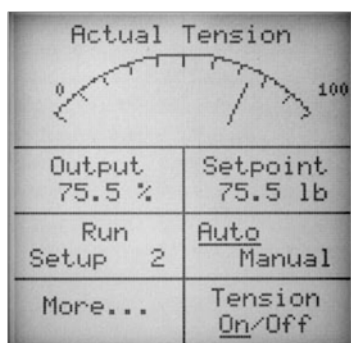 Actual Tension
0
100
Output
75.5 %
Setpoint
75.5 lb
Run
Setup 2
Auto
Manual
More...
Tension
On/Off